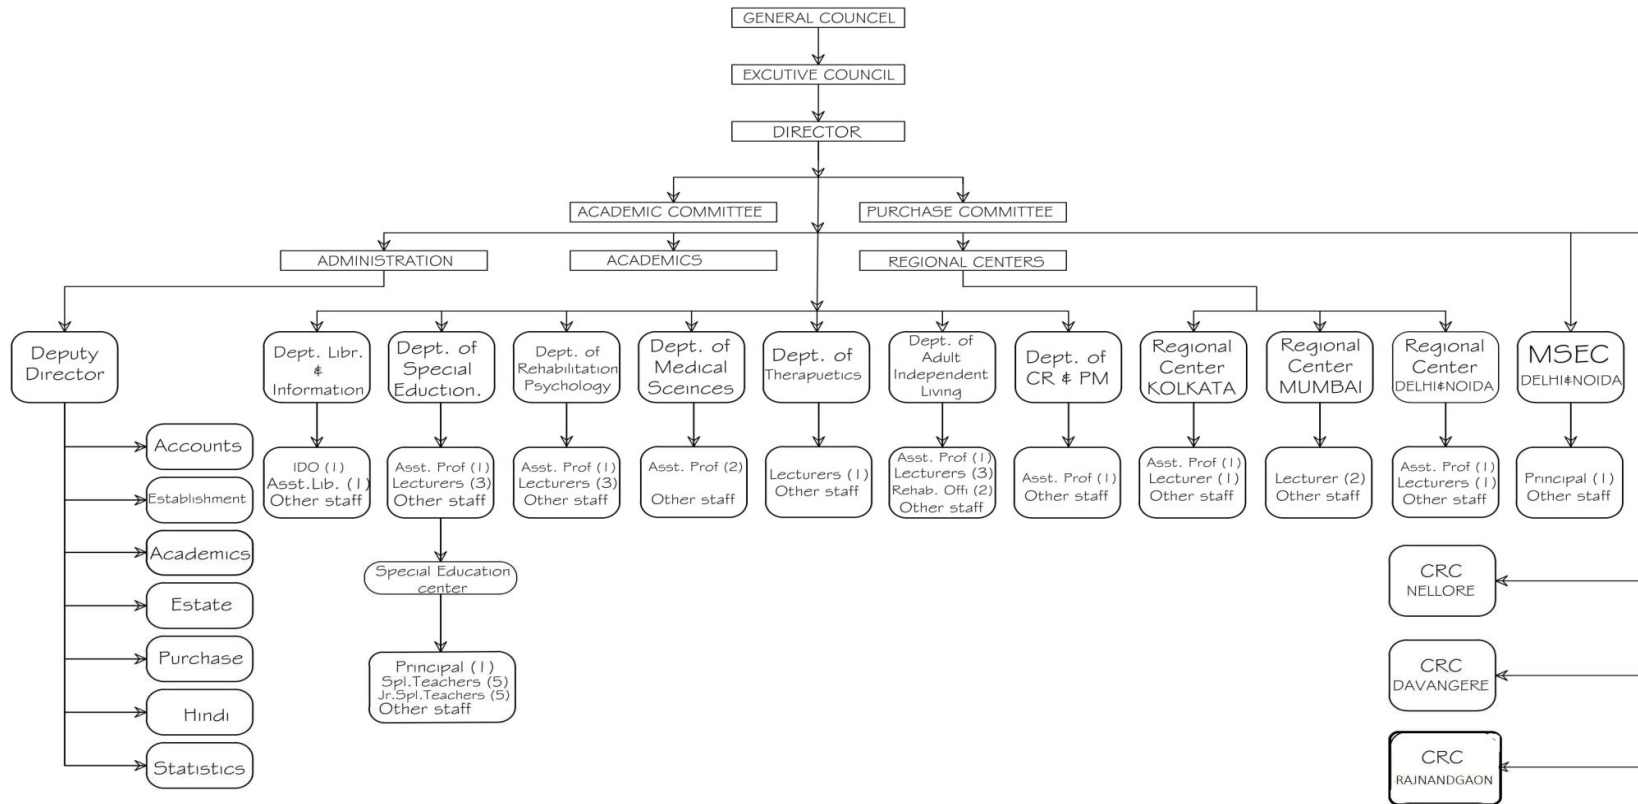 GENERAL COUNCEL
EXCUTIVE COUNCIL
DIRECTOR
ACADEMIC COMMITTEE
PURCHASE COMMITTEE
ADMINISTRATION
ACADEMICS
REGIONAL CENTERS
Deputy
Director
Dept. Libr.
&
Information
Dept. of
Special
Eduction.
Dept. of
Rehabilitation
Psychology
Dept. of
Medical
Sceinces
Dept. of
Therapuetics
Dept. of
Adult
Independent
Living
Dept. of
CR & PM
Regional
Center
KOLKATA
Regional
Center
MUMBAI
Regional
Center
DELHI&NOIDA
MSEC
DELHI&NOIDA
Accounts
Establishment
Academics
Estate
Purchase
Hindi
Statistics
IDO (1)
Asst.Lib. (1)
Other staff
Asst. Prof (1)
Lecturers (3)
Other staff
Asst. Prof (1)
Lecturers (3)
Other staff
Asst. Prof (2)
Other staff
Lecturers (1)
Other staff
Asst. Prof (1)
Lecturers (3)
Rehab. Offi (2)
Other staff
Asst. Prof (1)
Other staff
Asst. Prof (1)
Lecturer (1)
Other staff
Lecturer (2)
Other staff
Asst. Prof (1)
Lecturers (1)
Other staff
Principal (1)
Other staff
Special Education
center
Principal (1)
Spl.Teachers (5)
Jr.Spl.Teachers (5)
Other staff
CRC
NELLORE
CRC
DAVANGERE
CRC
RAJNANDGAON